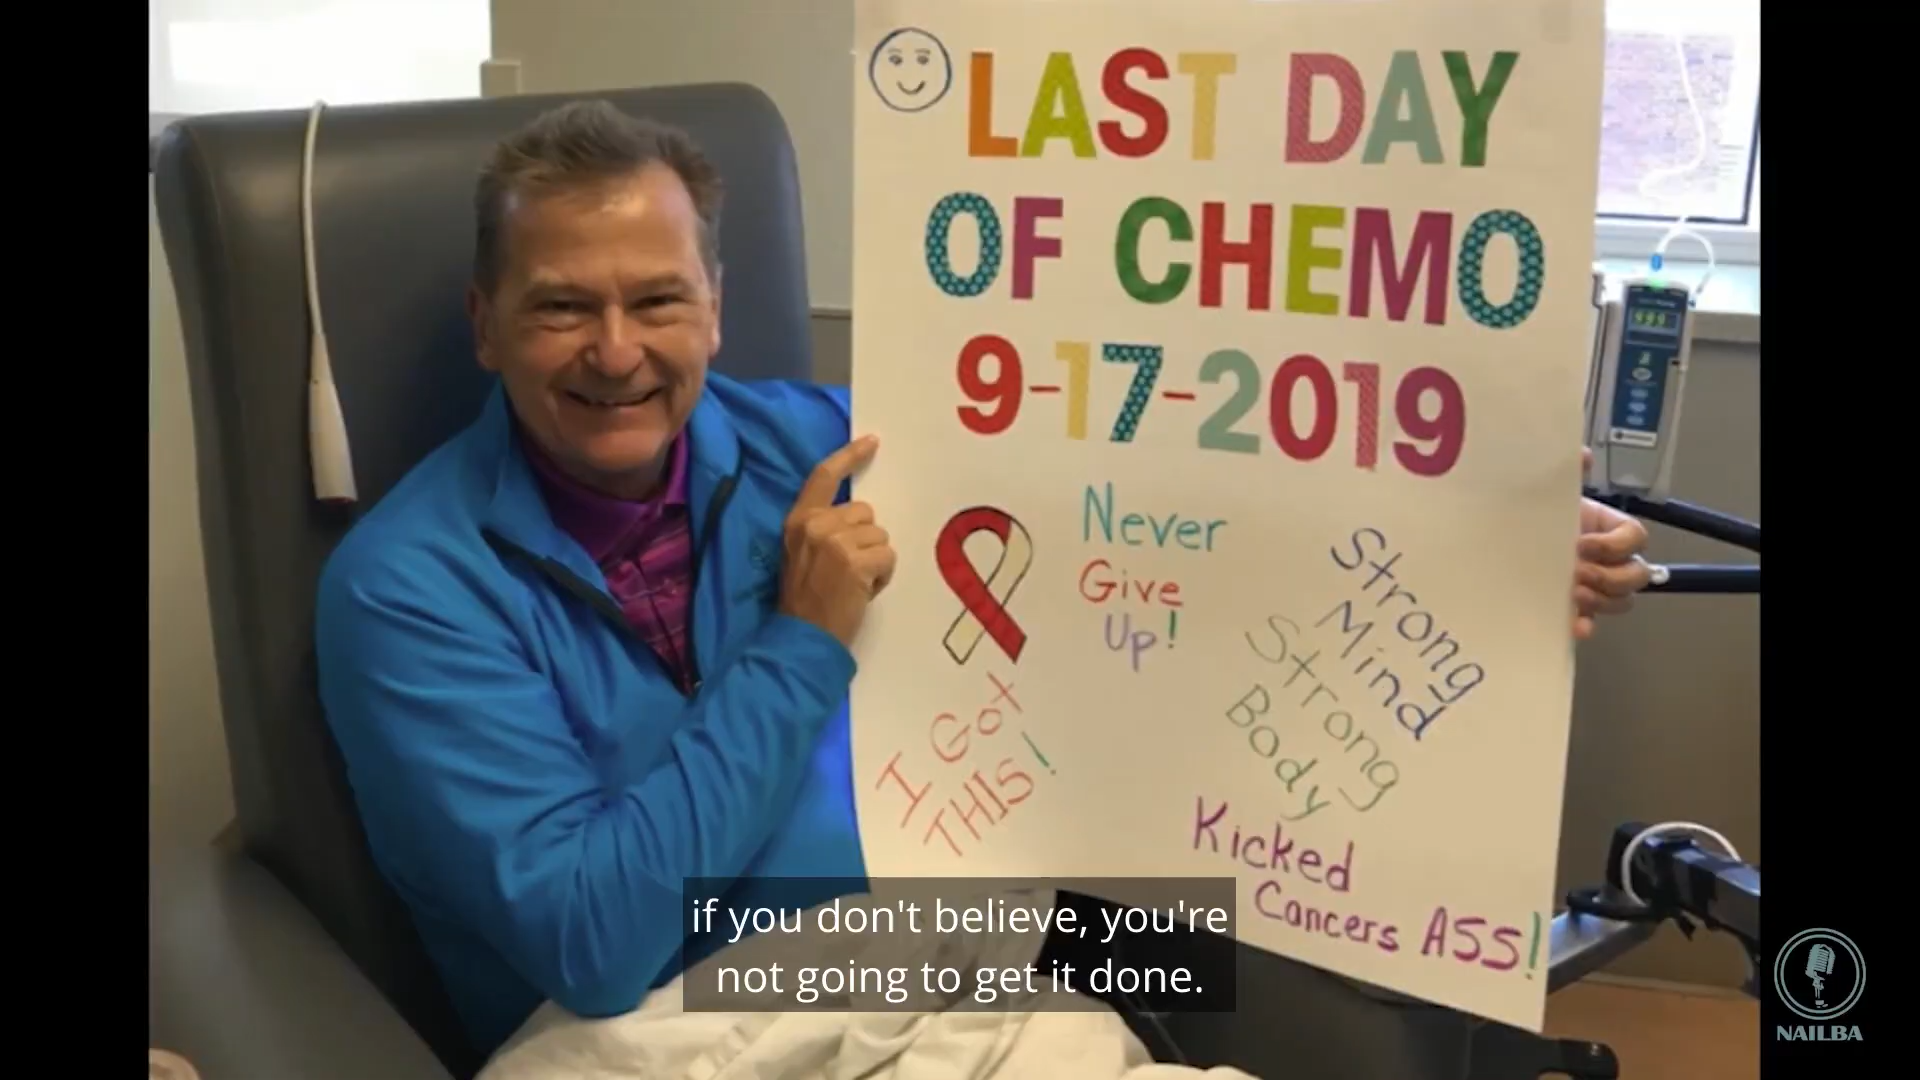 LAST DAY
OF CHEMO
9-17-2019
Never
Give
Up!
Strong
Mind
Strong
Body
I Got
THIS!
Kicked
Cancers ASS!
if you don't believe, you're
not going to get it done.
NAILBA